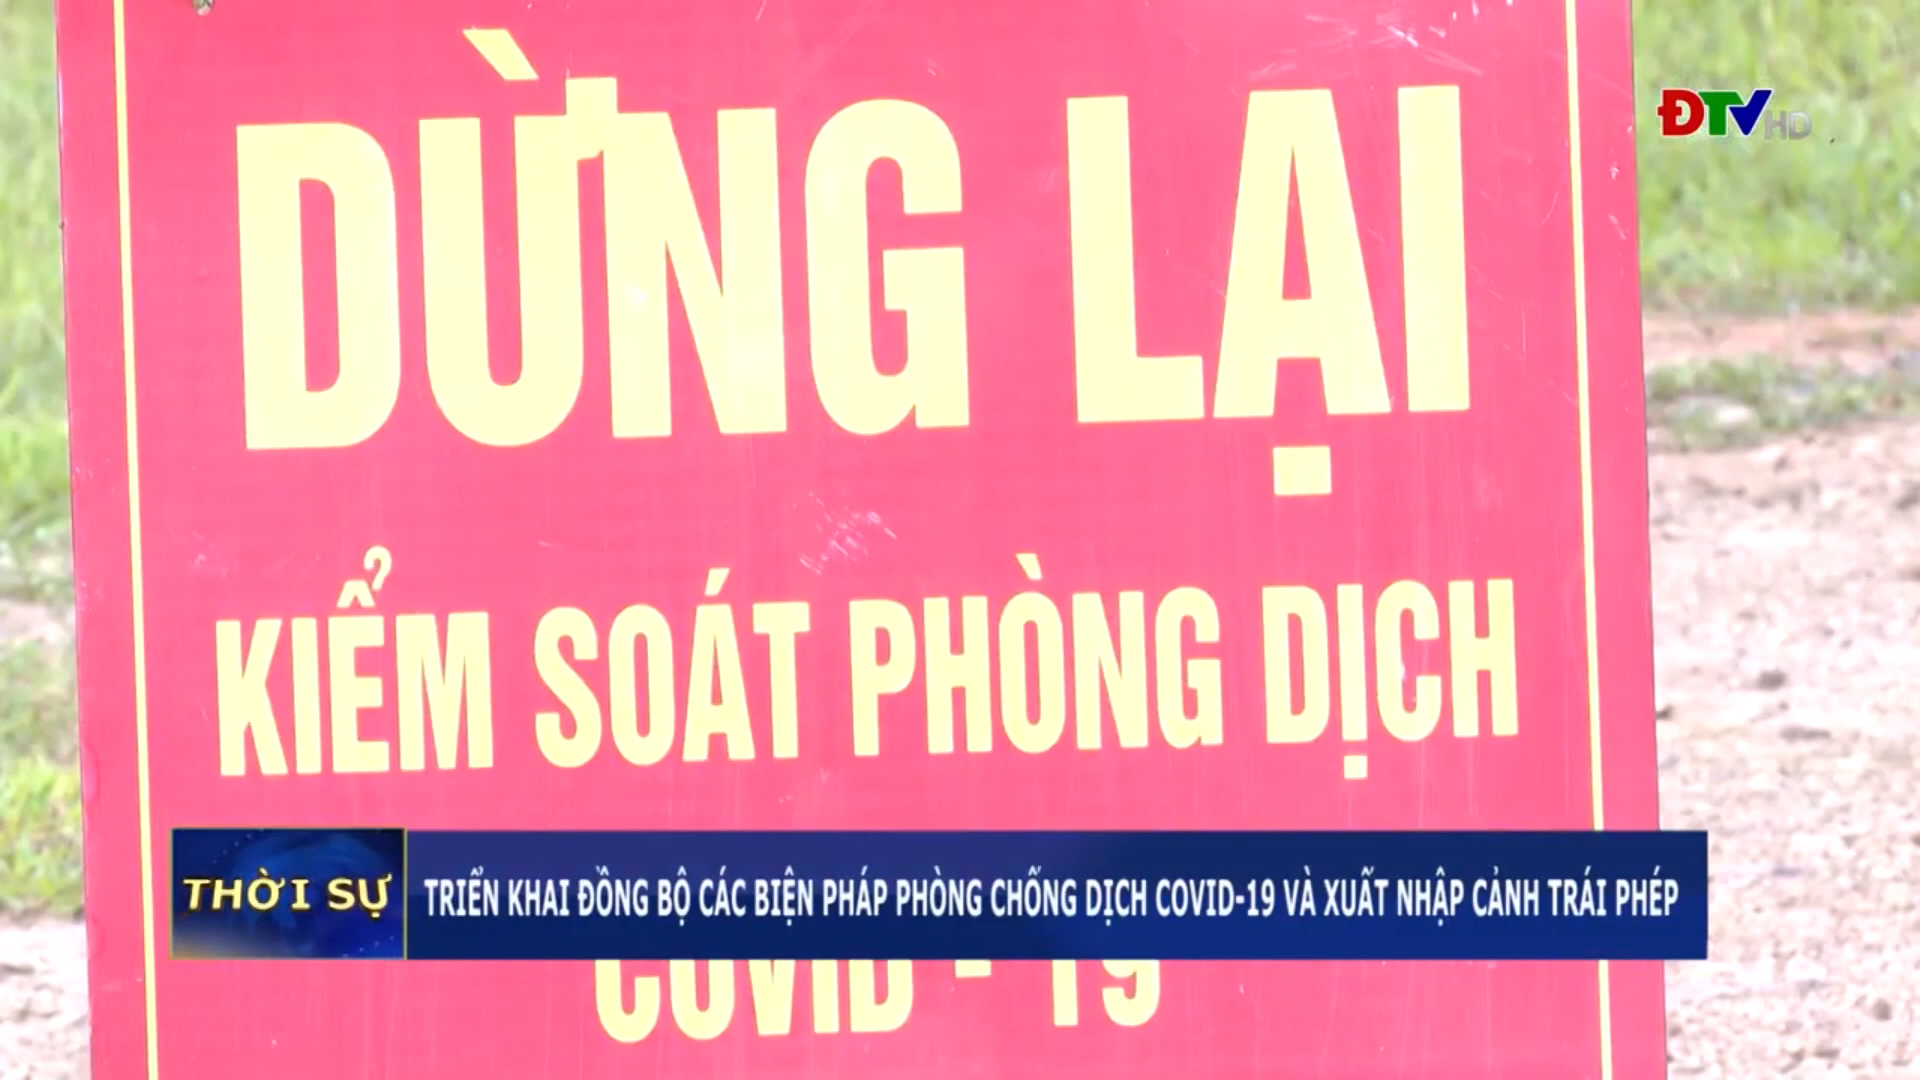 DỪNG LẠI
ĐTV HD
KIỂM SOÁT PHÒNG DỊCH
THỜI SỰ
TRIỂN KHAI ĐỒNG BỘ CÁC BIỆN PHÁP PHÒNG CHỐNG DỊCH COVID-19 VÀ XUẤT NHẬP CẢNH TRÁI PHÉP
COVID - 19